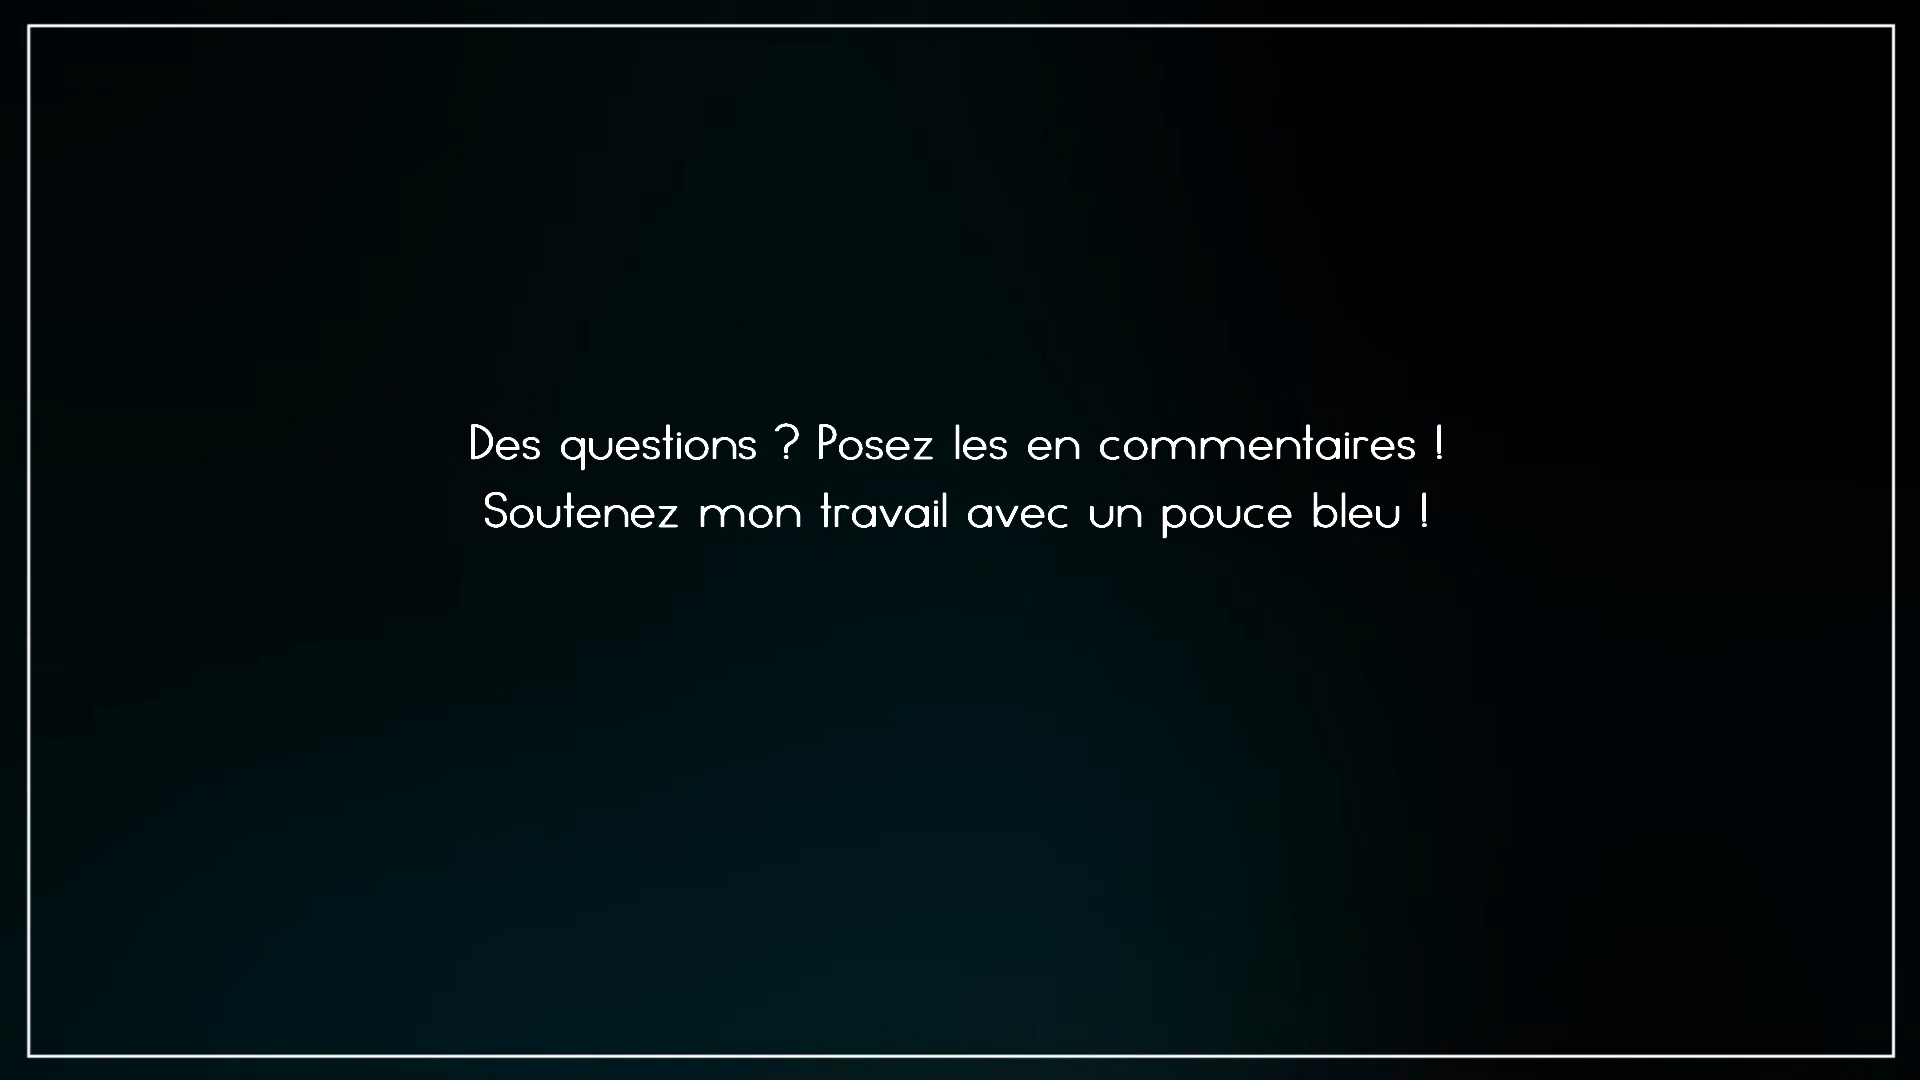 Des questions ? Posez les en commentaires !
Soutenez mon travail avec un pouce bleu !